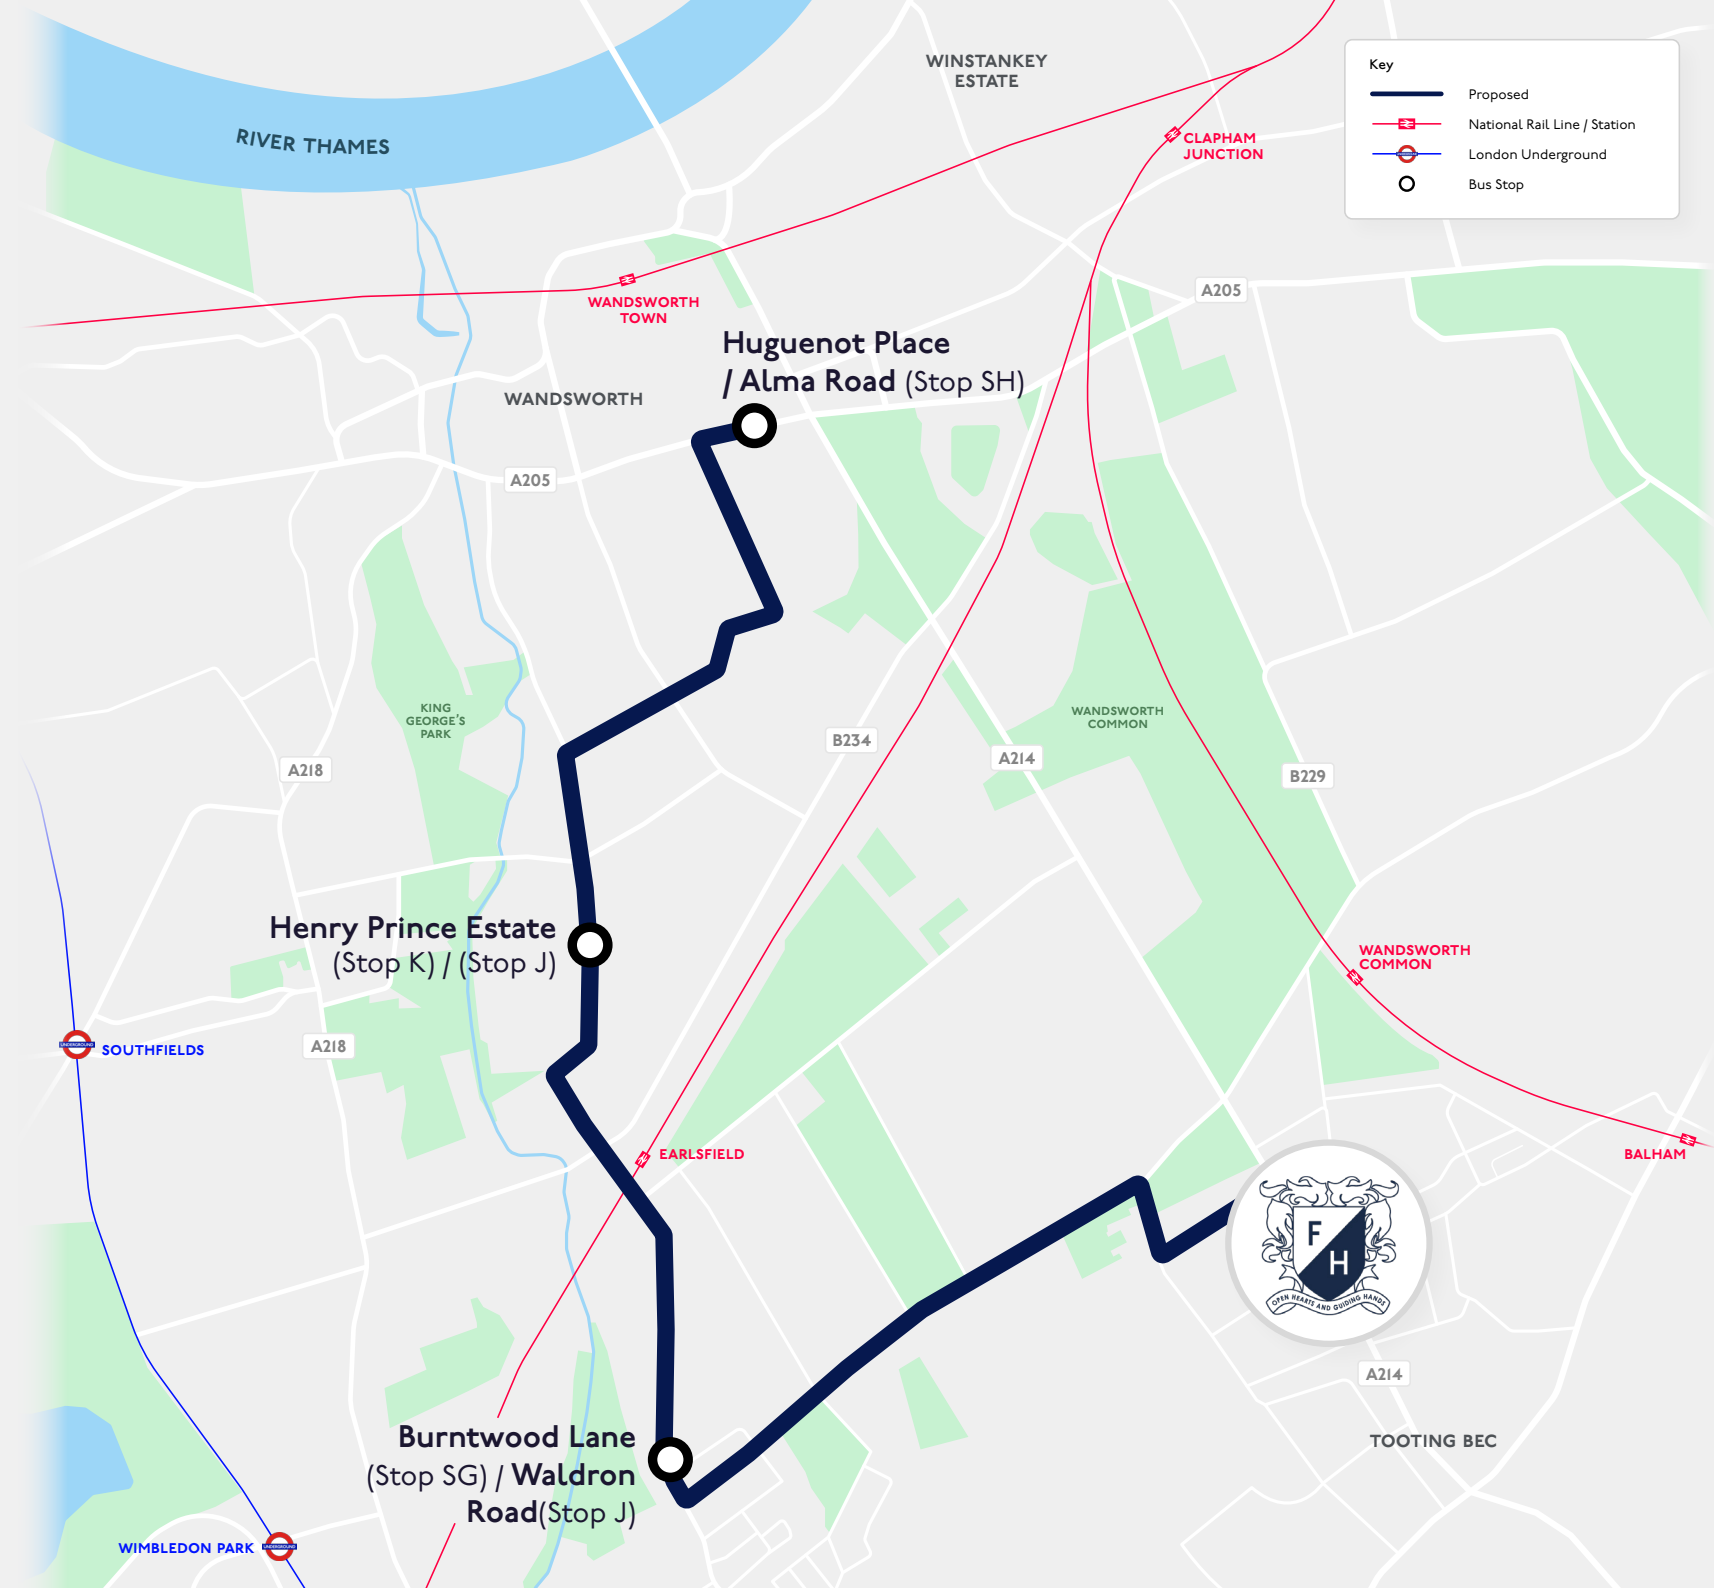 RIVER THAMES
WINSTANKEY
ESTATE
Key
Proposed
National Rail Line / Station
London Underground
Bus Stop
CLAPHAM
JUNCTION
WANDSWORTH
TOWN
A205
Huguenot Place
/ Alma Road (Stop SH)
WANDSWORTH
A205
KING
GEORGE'S
PARK
WANDSWORTH
COMMON
B234
A214
A218
B229
Henry Prince Estate
(Stop K) / (Stop J)
WANDSWORTH
COMMON
UNDERGROUND
SOUTHFIELDS
A218
EARLSFIELD
BALHAM
F
H
OPEN HEARTS AND GUIDING HANDS
A214
Burntwood Lane
(Stop SG) / Waldron
Road(Stop J)
TOOTING BEC
WIMBLEDON PARK
UNDERGROUND